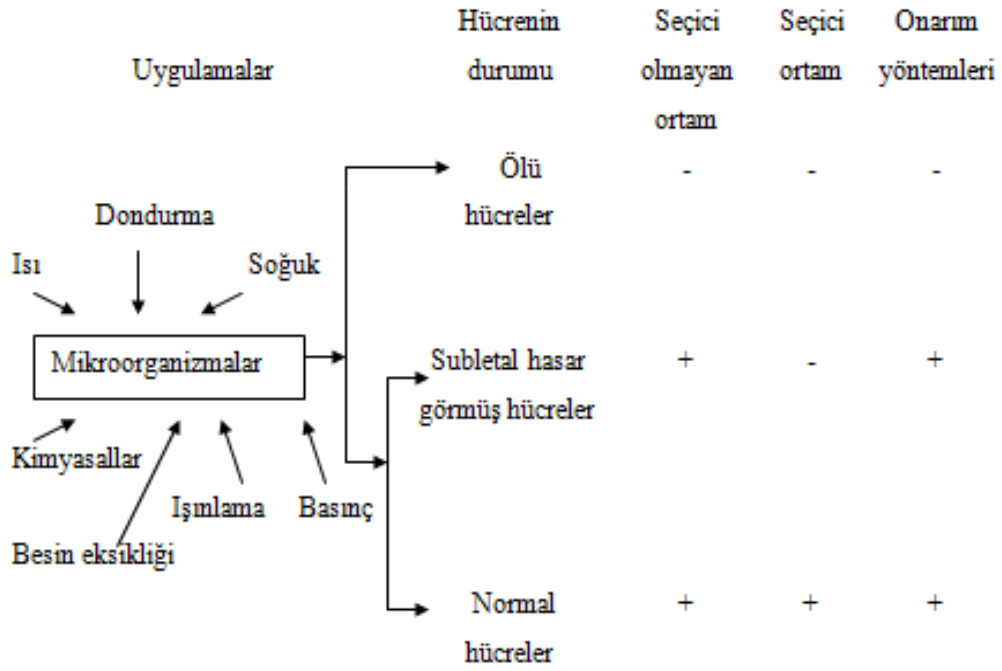 Hücrenin Seçici Seçici Onarım
Uygulamalar durumu olmayan ortam yöntemleri
ortam
Ölü - - -
hücreler
Dondurma
Isı Soğuk
Mikroorganizmalar Subletal hasar + - +
görmüş hücreler
Kimyasallar
Işınlama Basınç
Besin eksikliği
Normal + + +
hücreler